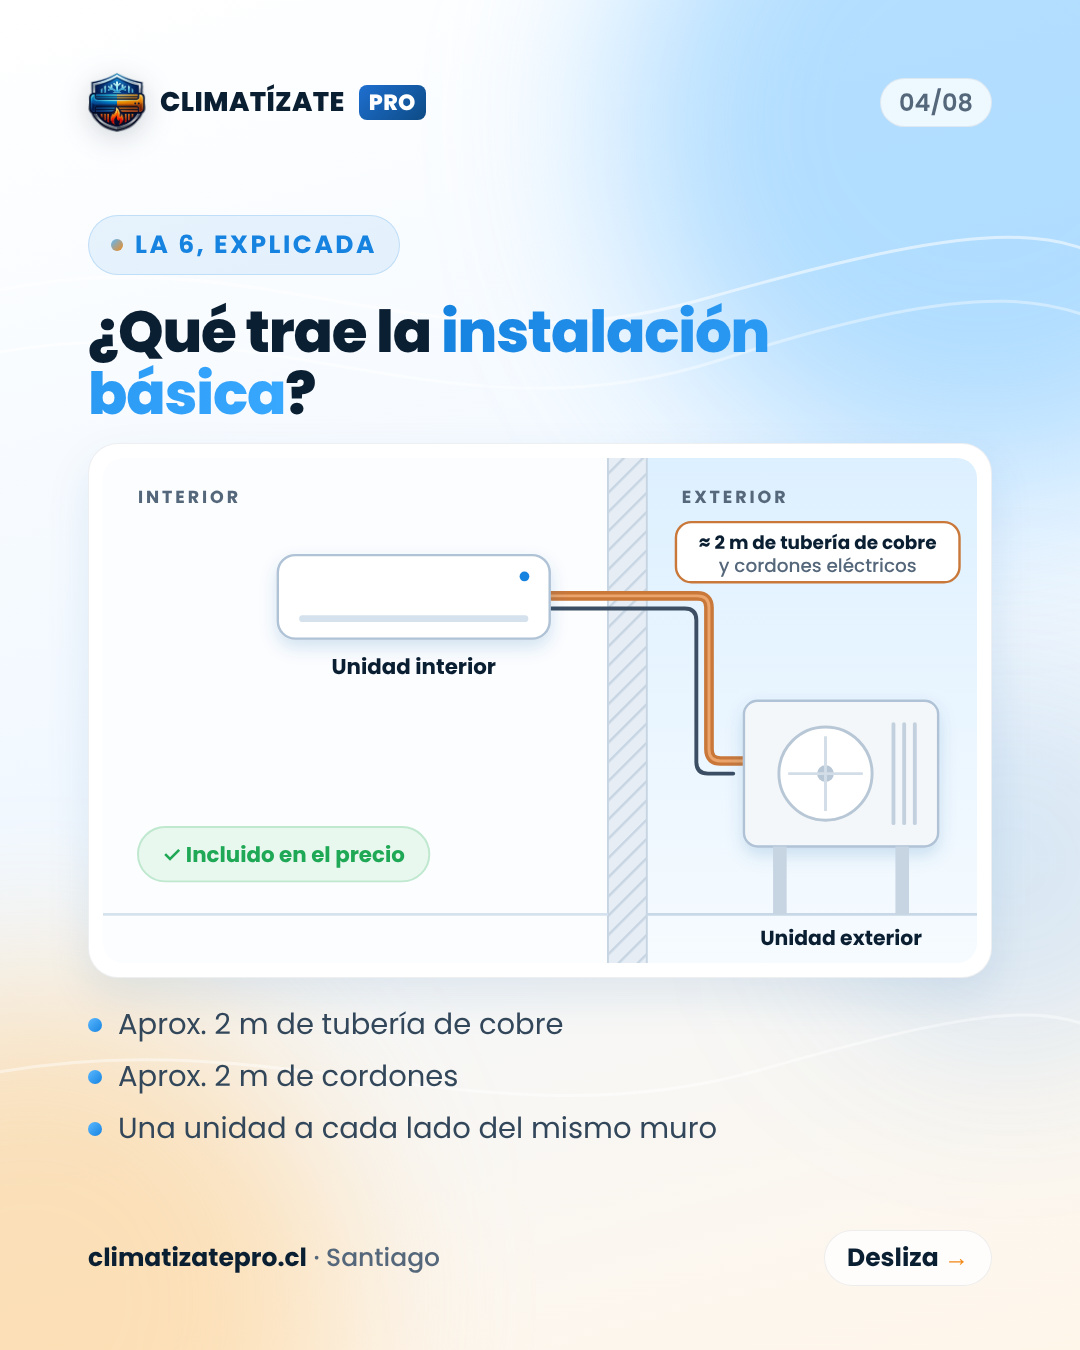 CLIMATÍZATE PRO
04/08
LA 6, EXPLICADA
¿Qué trae la instalación
básica?
INTERIOR
EXTERIOR
≈ 2 m de tubería de cobre
y cordones eléctricos
Unidad interior
✓ Incluido en el precio
Unidad exterior
Aprox. 2 m de tubería de cobre
Aprox. 2 m de cordones
Una unidad a cada lado del mismo muro
climatizatepro.cl · Santiago
Desliza →